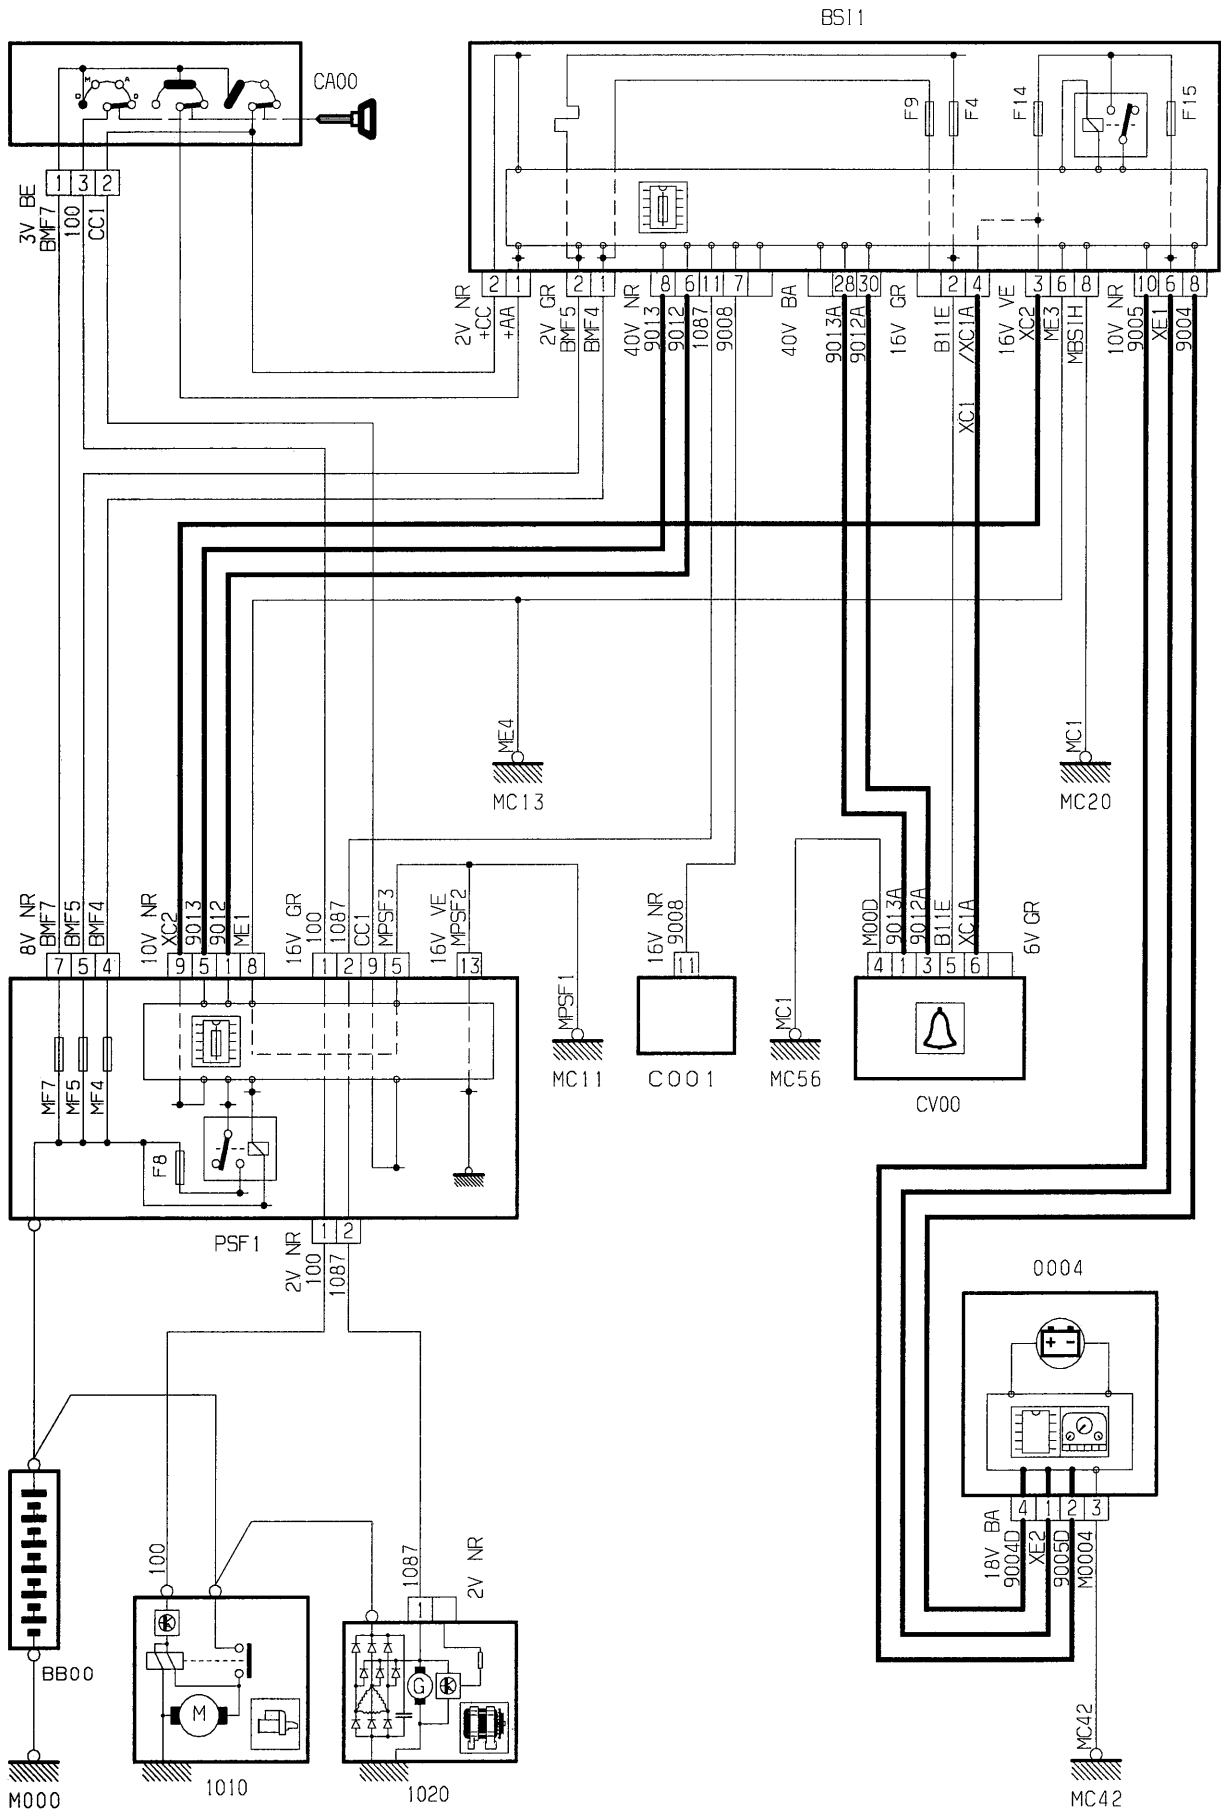 BSI1
CA00
M
A
D
D
F9
F4
F14
F15
1 3 2
3V BE
BMF7
100
CC1
2 1
2 1
8 6 11 7
28 30
2 4
3 6 8
10 6 8
2V NR
+CC
+AA
2V GR
BMF5
BMF4
40V NR
9013
9012
1087
9008
40V BA
9013A
9012A
16V GR
B11E
/XC1A
XC1
16V VE
XC2
ME3
MBSIH
10V NR
9005
XE1
9004
ME4
MC13
MC1
MC20
8V NR
BMF7
BMF5
BMF4
10V NR
XC2
9013
9012
ME1
16V GR
100
1087
CC1
MPSF3
16V VE
MPSF2
16V NR
9008
M00D
9013A
9012A
B11E
XC1A
6V GR
7 5 4
9 5 1 8
1 2 9 5
13
11
4 1 3 5 6
MPSF1
MC11
C001
MC1
MC56
CV00
MF7
MF5
MF4
F8
PSF1
1 2
2V NR
100
1087
0004
+ -
4 1 2 3
18V BA
9004D
XE2
9005D
M0004
100
1087
2V NR
1
BB00
M
G
M000
1010
1020
MC42
MC42